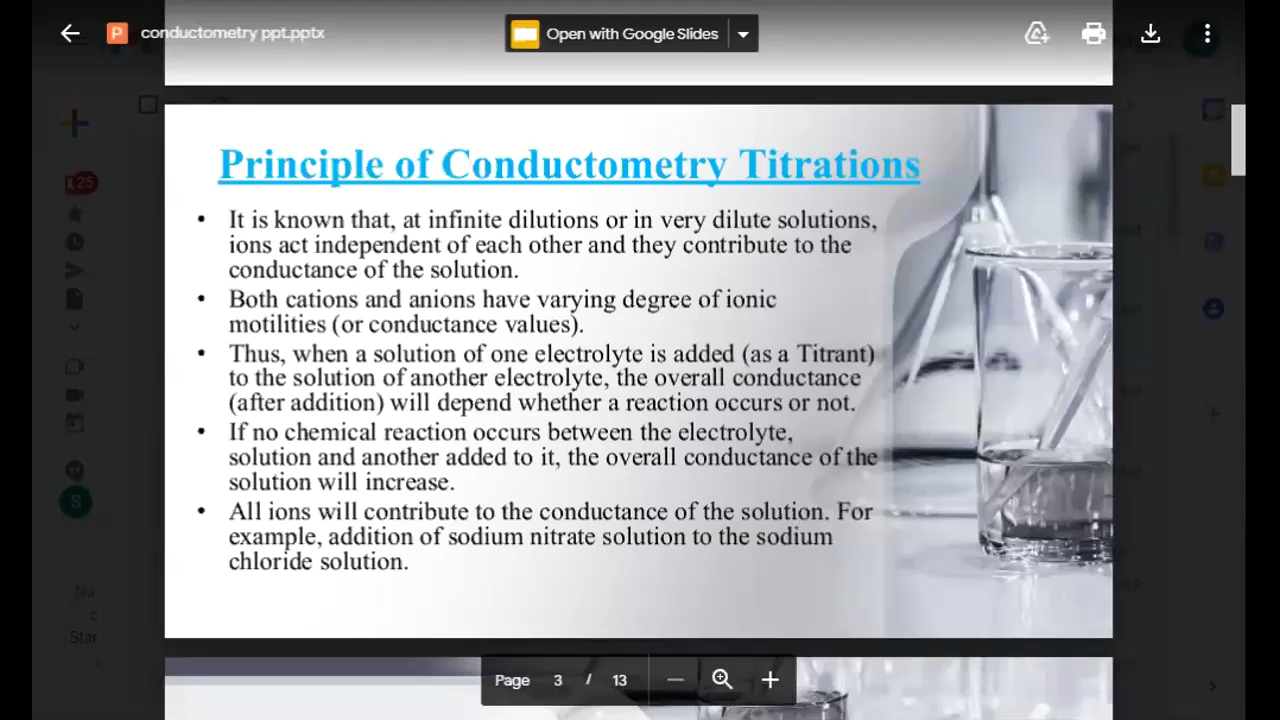 conductometry ppt.pptx
Open with Google Slides
Principle of Conductometry Titrations
• It is known that, at infinite dilutions or in very dilute solutions,
ions act independent of each other and they contribute to the
conductance of the solution.
• Both cations and anions have varying degree of ionic
motilities (or conductance values).
• Thus, when a solution of one electrolyte is added (as a Titrant)
to the solution of another electrolyte, the overall conductance
(after addition) will depend whether a reaction occurs or not.
• If no chemical reaction occurs between the electrolyte,
solution and another added to it, the overall conductance of the
solution will increase.
• All ions will contribute to the conductance of the solution. For
example, addition of sodium nitrate solution to the sodium
chloride solution.
25
S
Na
c
Star
Page 3 / 13